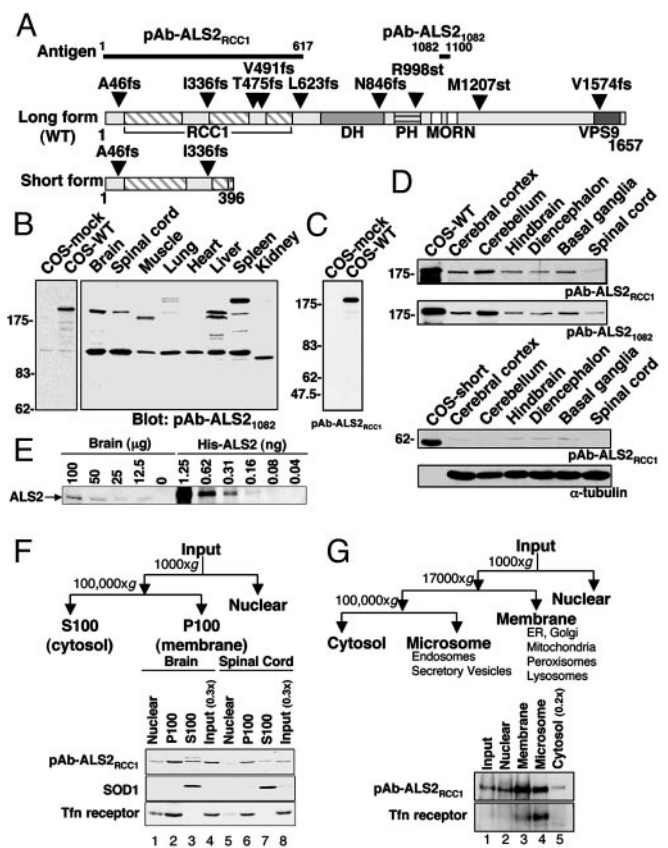 A
Antigen
1 pAb-ALS2RCC1 617
pAb-ALS21082
1082 1100
A46fs I336fs V491fs T475fs L623fs N846fs R998st M1207st V1574fs
Long form
(WT)
1 RCC1 DH PH MORN VPS9 1657
A46fs I336fs
Short form
1 396
B
COS-mock
COS-WT
Brain
Spinal cord
Muscle
Lung
Heart
Liver
Spleen
Kidney
175-
83-
62-
Blot: pAb-ALS21082
C
COS-mock
COS-WT
175-
83-
62-
47.5-
pAb-ALS2RCC1
D
COS-WT
Cerebral cortex
Cerebellum
Hindbrain
Diencephalon
Basal ganglia
Spinal cord
175-
pAb-ALS2RCC1
175-
pAb-ALS21082
COS-short
Cerebral cortex
Cerebellum
Hindbrain
Diencephalon
Basal ganglia
Spinal cord
62-
pAb-ALS2RCC1
α-tubulin
E
Brain (μg) His-ALS2 (ng)
100 50 25 12.5 0 1.25 0.62 0.31 0.16 0.08 0.04
ALS2
F
Input
1000xg
100,000xg
Nuclear
S100
(cytosol)
P100
(membrane)
Brain Spinal Cord
Nuclear P100 S100 Input (0.3x) Nuclear P100 S100 Input (0.3x)
pAb-ALS2RCC1
SOD1
Tfn receptor
1 2 3 4 5 6 7 8
G
Input
1000xg
17000xg
Nuclear
100,000xg
Membrane
ER, Golgi
Mitochondria
Peroxisomes
Lysosomes
Cytosol
Microsome
Endosomes
Secretory Vesicles
Input Nuclear Membrane Microsome Cytosol (0.2x)
pAb-ALS2RCC1
Tfn receptor
1 2 3 4 5